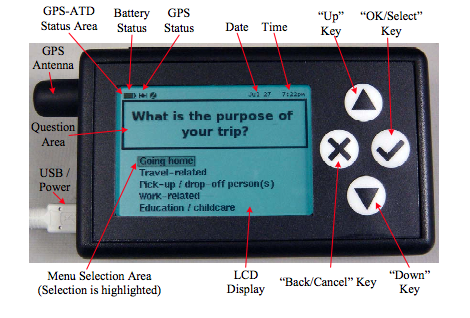 GPS-ATD
Status Area
Battery
Status
GPS
Status
Date
Time
"Up"
Key
"OK/Select"
Key
GPS
Antenna
Jul 27
7:22pm
What is the purpose of
your trip?
Question
Area
Going home
Travel-related
Pick-up / drop-off person(s)
Work-related
Education / childcare
USB /
Power
Menu Selection Area
(Selection is highlighted)
LCD
Display
"Back/Cancel" Key
"Down"
Key